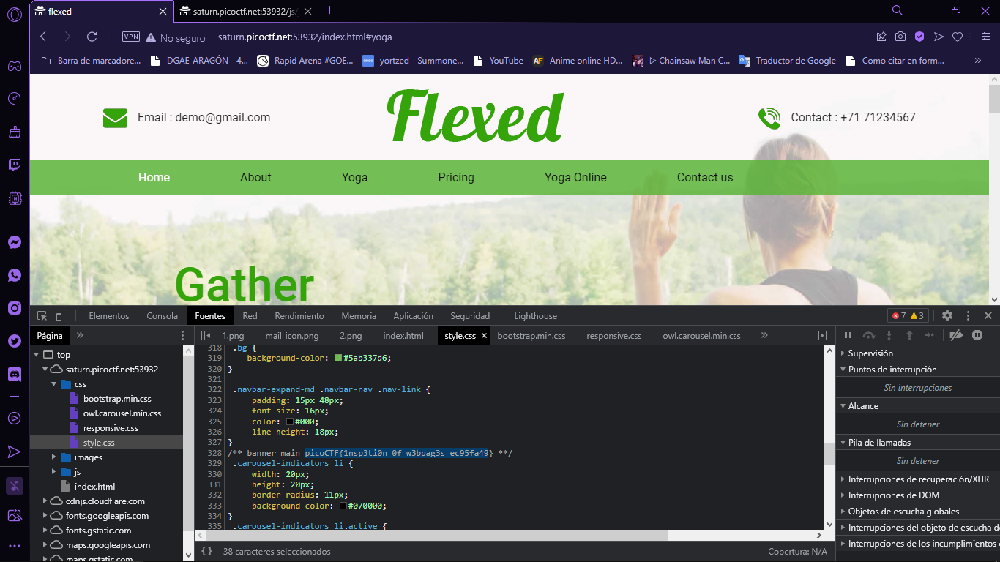 flexed
saturn.picoctf.net:53932/js/
VPN
No seguro
saturn.picoctf.net:53932/index.html#yoga
Barra de marcadore...
DGAE-ARAGÓN - 4...
Rapid Arena #GOE...
yortzed - Summone...
YouTube
AF
Anime online HD...
▷ Chainsaw Man C...
Traductor de Google
Como citar en form...
»
Email : demo@gmail.com
Flexed
Contact : +71 71234567
Home
About
Yoga
Pricing
Yoga Online
Contact us
Gather
Elementos
Consola
Fuentes
Red
Rendimiento
Memoria
Aplicación
Seguridad
Lighthouse
7
3
Página
»
1.png
mail_icon.png
2.png
index.html
style.css
bootstrap.min.css
responsive.css
owl.carousel.min.css
»
top
saturn.picoctf.net:53932
css
bootstrap.min.css
owl.carousel.min.css
responsive.css
style.css
images
js
index.html
cdnjs.cloudflare.com
fonts.googleapis.com
fonts.gstatic.com
maps.googleapis.com
maps.gstatic.com
318 .bg {
319 background-color: #5ab337d6;
320 }
321
322 .navbar-expand-md .navbar-nav .nav-link {
323 padding: 15px 48px;
324 font-size: 16px;
325 color: #000;
326 line-height: 18px;
327 }
328 /** banner_main picoCTF{1nsp3ti0n_0f_w3bpag3s_ec95fa49} **/
329 .carousel-indicators li {
330 width: 20px;
331 height: 20px;
332 border-radius: 11px;
333 background-color: #070000;
334 }
335 .carousel-indicators li.active {
{ } 38 caracteres seleccionados
Cobertura: N/A
Supervisión
Puntos de interrupción
Sin interrupciones
Alcance
Sin detener
Pila de llamadas
Sin detener
Interrupciones de recuperación/XHR
Interrupciones de DOM
Objetos de escucha globales
Interrupciones del objeto de escucha d
Interrupciones de los incumplimientos